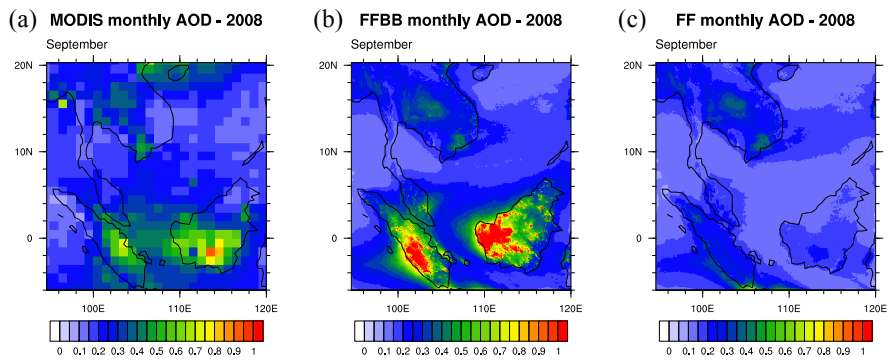 (a) MODIS monthly AOD - 2008
September
20N
10N
0
100E 110E 120E
0 0.1 0.2 0.3 0.4 0.5 0.6 0.7 0.8 0.9 1
(b) FFBB monthly AOD - 2008
September
20N
10N
0
100E 110E 120E
0 0.1 0.2 0.3 0.4 0.5 0.6 0.7 0.8 0.9 1
(c) FF monthly AOD - 2008
September
20N
10N
0
100E 110E 120E
0 0.1 0.2 0.3 0.4 0.5 0.6 0.7 0.8 0.9 1